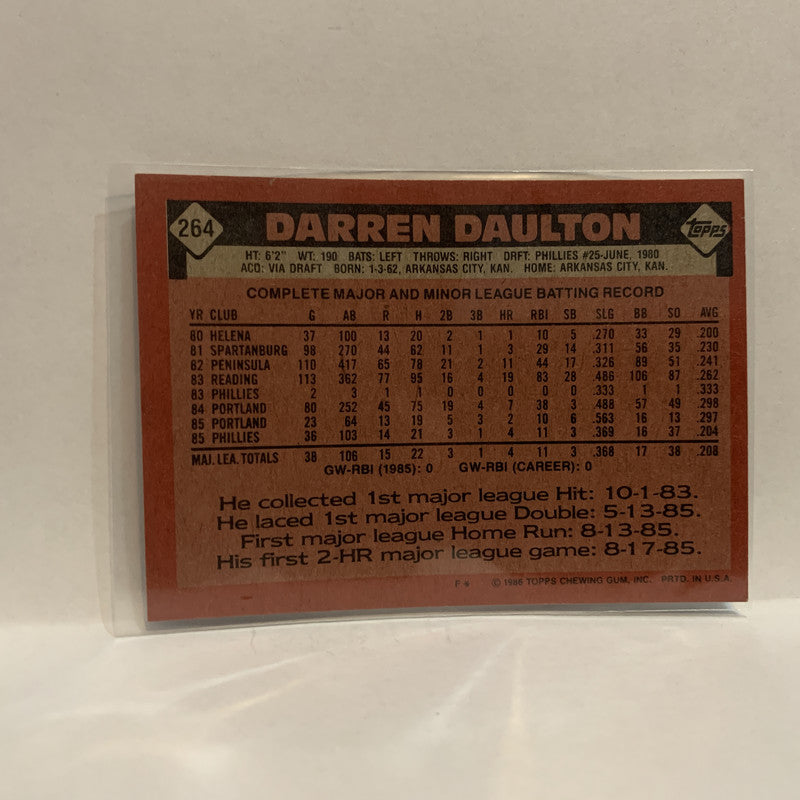 264 DARREN DAULTON topps
HT: 6'2" WT: 190 BATS: LEFT THROWS: RIGHT DRFT: PHILLIES #25-JUNE, 1980
ACQ: VIA DRAFT BORN: 1-3-62, ARKANSAS CITY, KAN. HOME: ARKANSAS CITY, KAN.
COMPLETE MAJOR AND MINOR LEAGUE BATTING RECORD
YR CLUB G AB R H 2B 3B HR RBI SB SLG BB SO AVG
80 HELENA 37 100 13 20 2 1 1 10 5 .270 33 29 .200
81 SPARTANBURG 98 270 44 62 11 1 3 29 14 .311 56 35 .230
82 PENINSULA 110 417 65 78 21 2 11 44 17 .326 89 51 .241
83 READING 113 362 77 95 16 4 19 83 28 .486 106 87 .262
83 PHILLIES 2 3 1 1 0 0 0 0 0 .333 1 1 .333
84 PORTLAND 80 252 45 75 19 4 7 38 3 .488 57 49 .298
85 PORTLAND 23 64 13 19 5 3 2 10 6 .563 16 13 .297
85 PHILLIES 36 103 14 21 3 1 4 11 3 .369 16 37 .204
MAJ. LEA. TOTALS 38 106 15 22 3 1 4 11 3 .368 17 38 .208
GW-RBI (1985): 0 GW-RBI (CAREER): 0
He collected 1st major league Hit: 10-1-83.
He laced 1st major league Double: 5-13-85.
First major league Home Run: 8-13-85.
His first 2-HR major league game: 8-17-85.
F* © 1986 TOPPS CHEWING GUM, INC. PRTD. IN U.S.A.